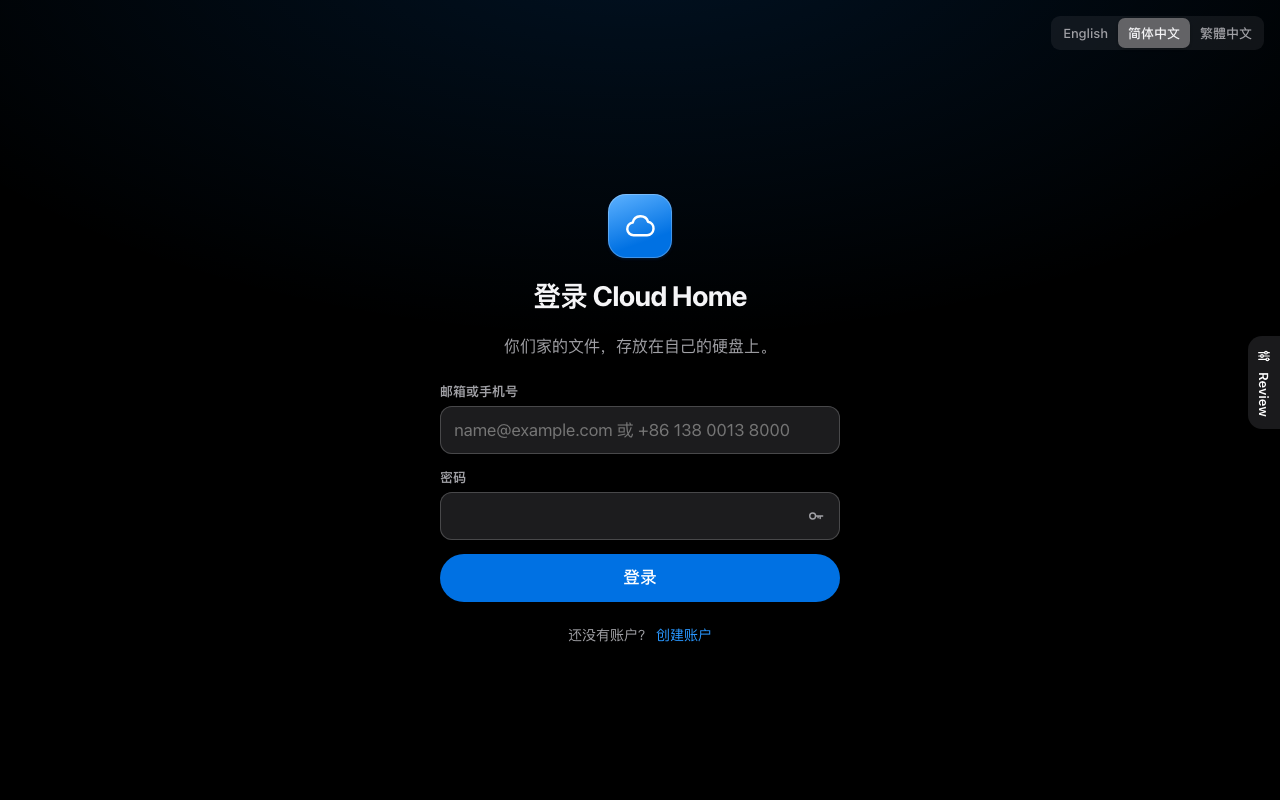 English 简体中文 繁體中文
登录 Cloud Home
你们家的文件，存放在自己的硬盘上。
邮箱或手机号
name@example.com 或 +86 138 0013 8000
密码
登录
还没有账户？ 创建账户
Review